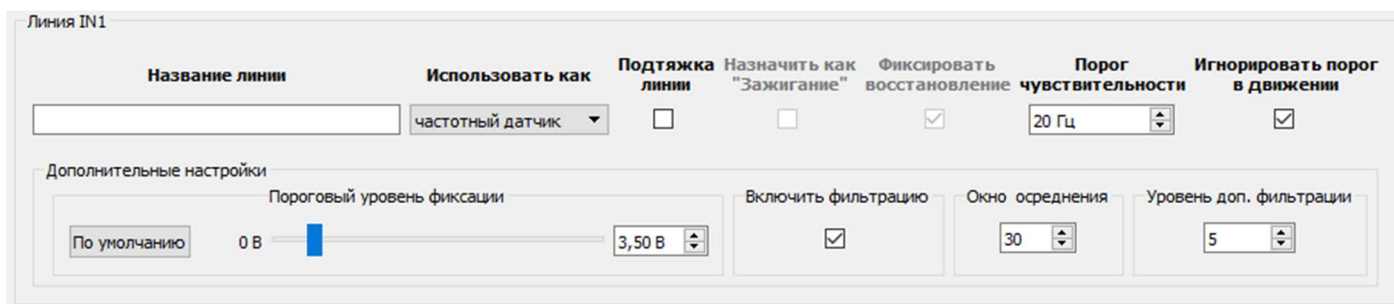 Линия IN1
Название линии
Использовать как
Подтяжка
линии
Назначить как
"Зажигание"
Фиксировать
восстановление
Порог
чувствительности
Игнорировать порог
в движении
частотный датчик
20 Гц
Дополнительные настройки
Пороговый уровень фиксации
Включить фильтрацию
Окно осреднения
Уровень доп. фильтрации
По умолчанию
0 В
3,50 В
30
5